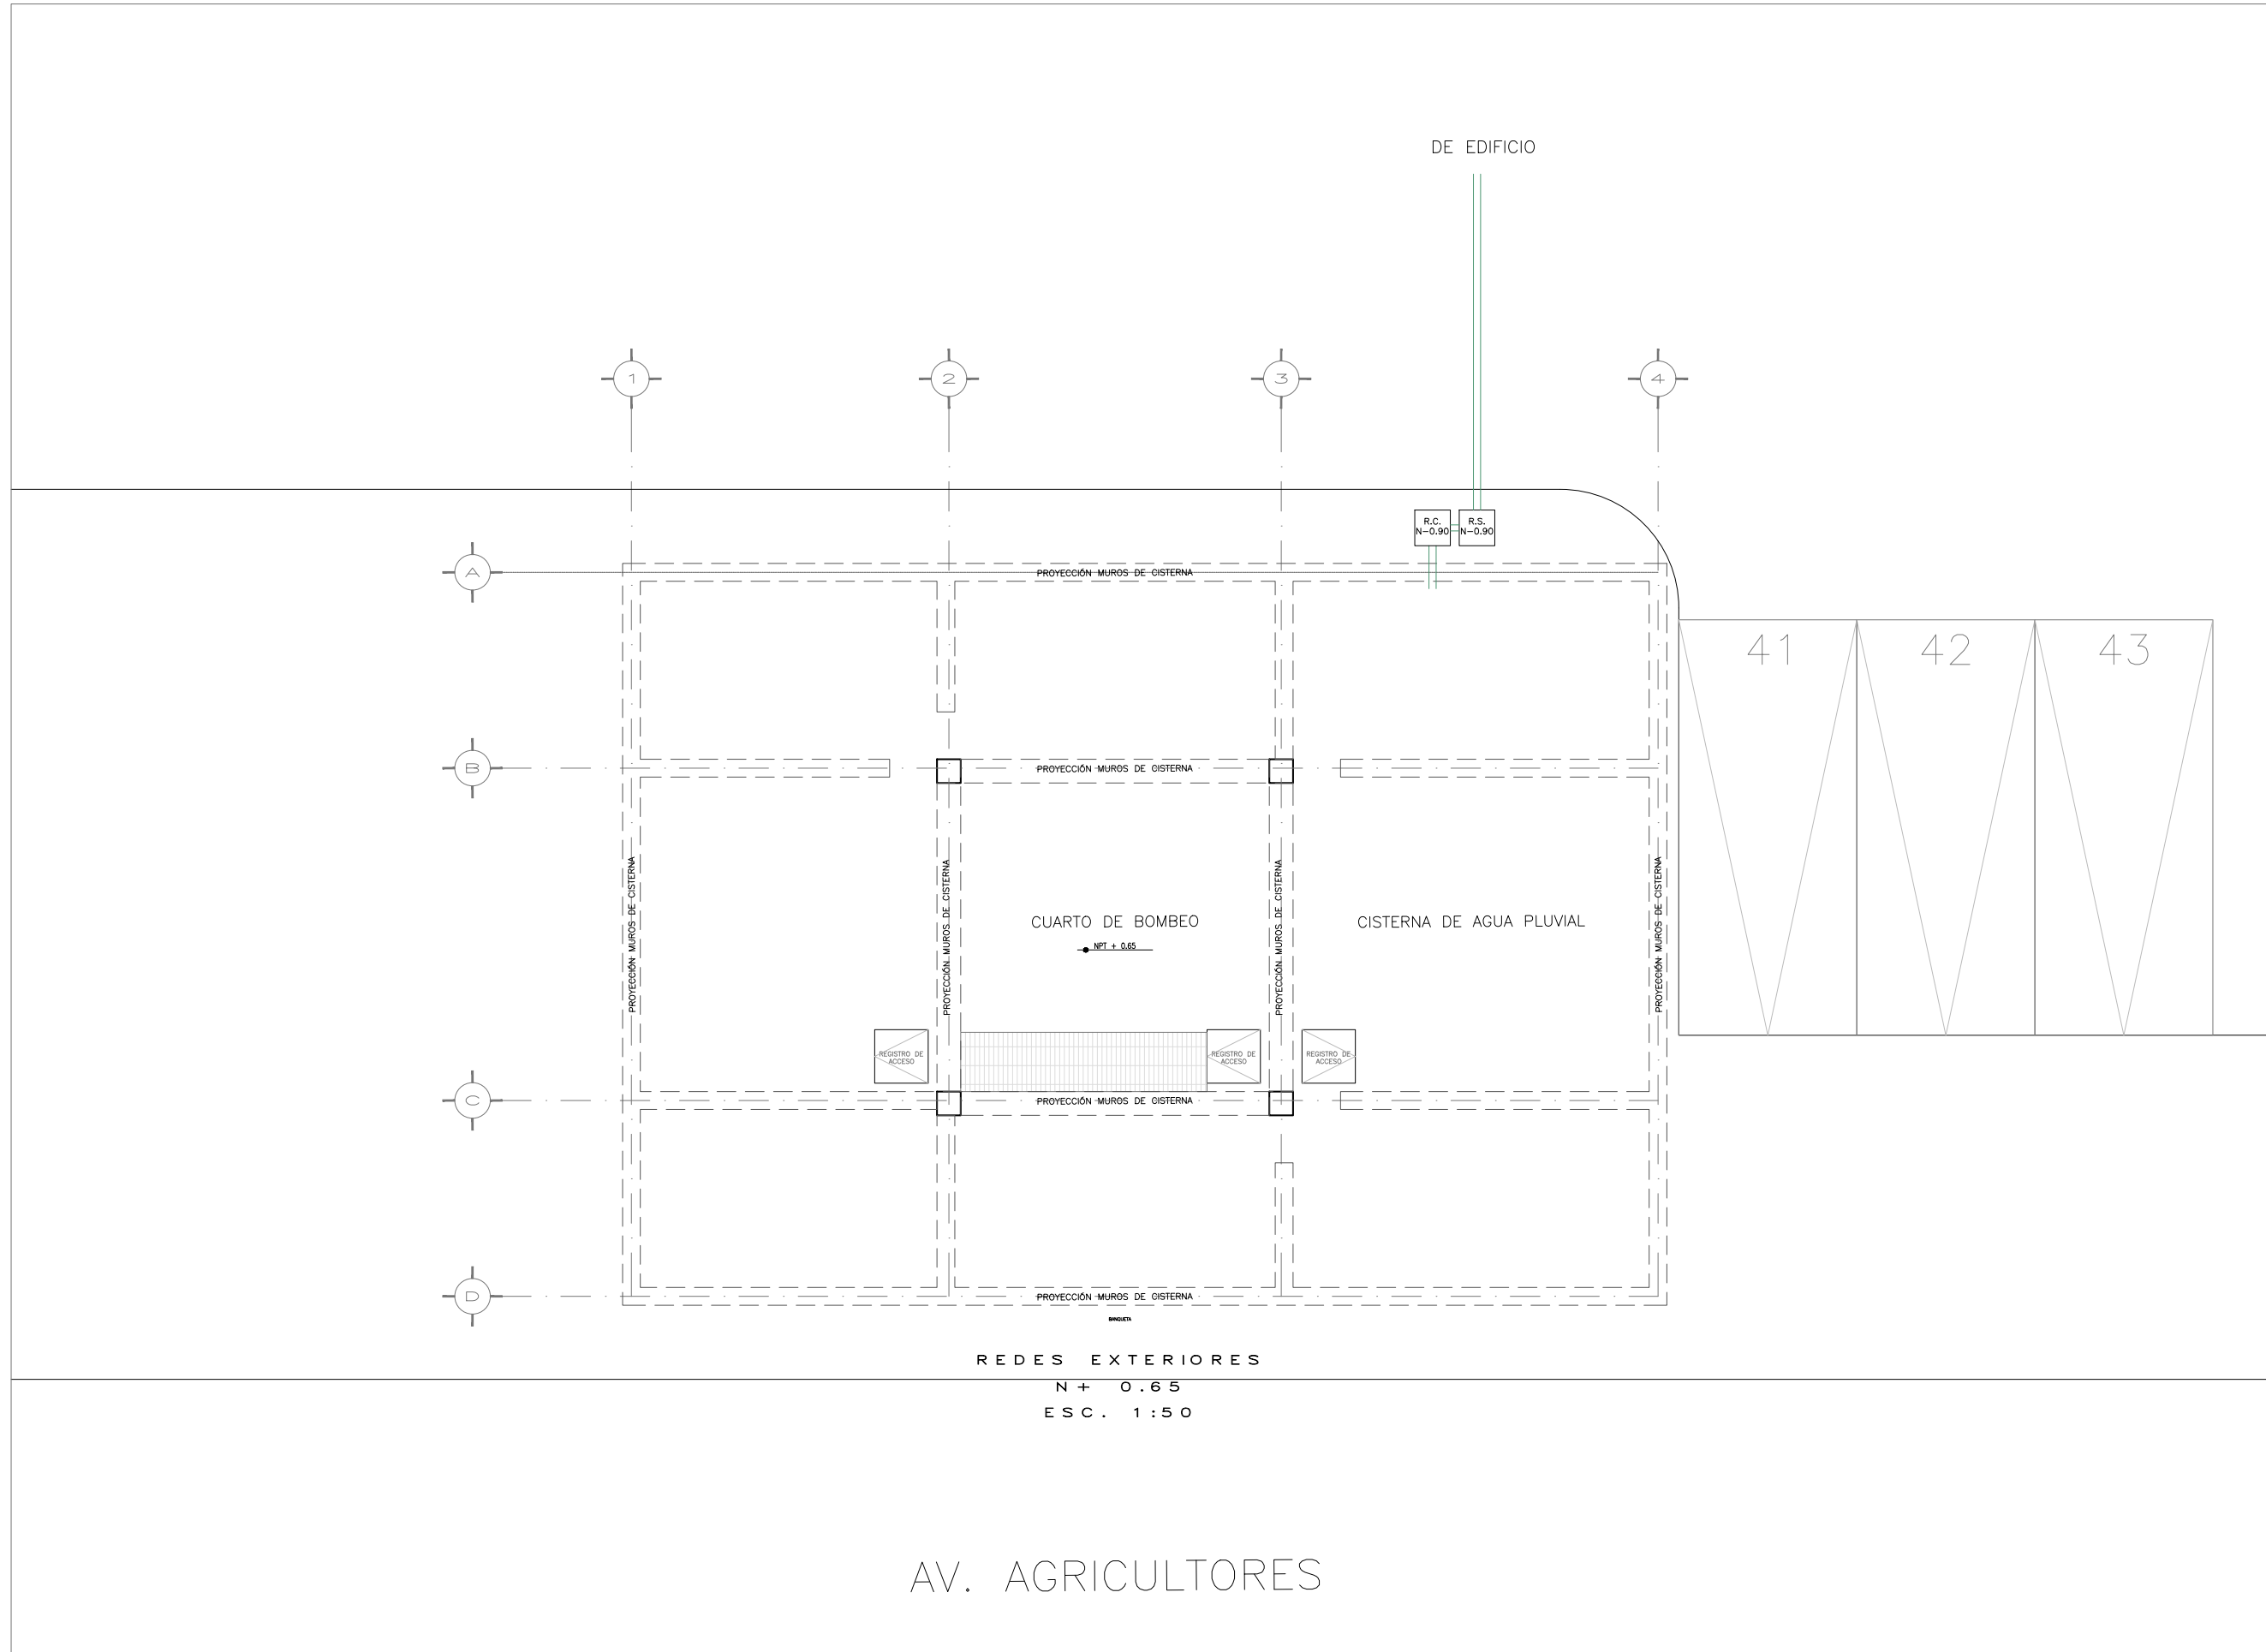 DE EDIFICIO
1
2
3
4
R.C.
N-0.90
R.S.
N-0.90
A
PROYECCIÓN MUROS DE CISTERNA
41
42
43
B
PROYECCIÓN MUROS DE CISTERNA
PROYECCIÓN MUROS DE CISTERNA
PROYECCIÓN MUROS DE CISTERNA
PROYECCIÓN MUROS DE CISTERNA
PROYECCIÓN MUROS DE CISTERNA
CUARTO DE BOMBEO
NPT + 0.65
CISTERNA DE AGUA PLUVIAL
REGISTRO DE
ACCESO
REGISTRO DE
ACCESO
REGISTRO DE
ACCESO
C
PROYECCIÓN MUROS DE CISTERNA
D
PROYECCIÓN MUROS DE CISTERNA
BANQUETA
REDES EXTERIORES
N+ 0.65
ESC. 1:50
AV. AGRICULTORES